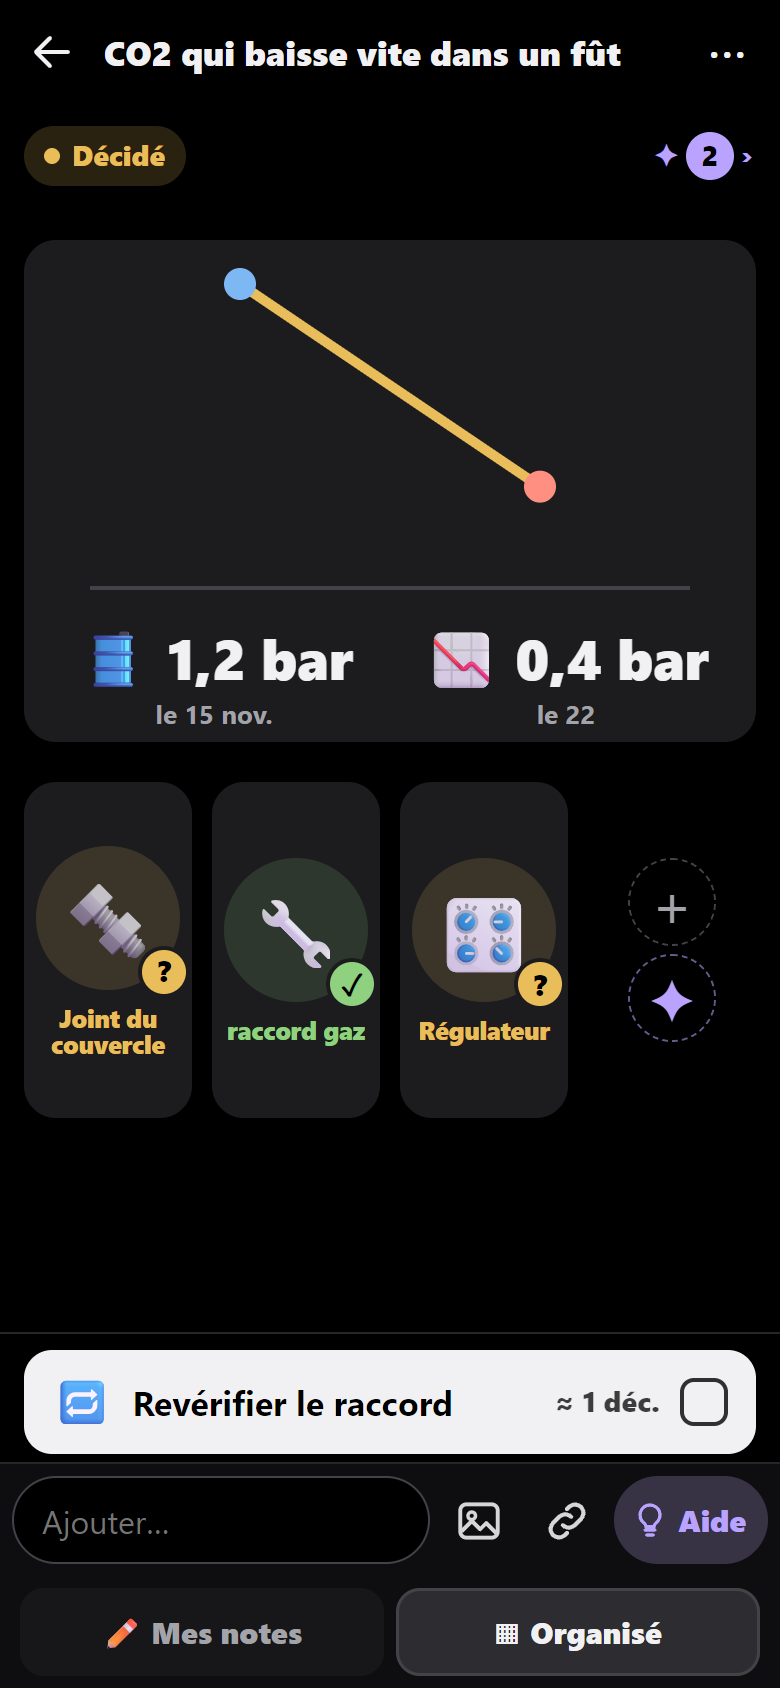 CO2 qui baisse vite dans un fût
Décidé
2
1,2 bar
0,4 bar
le 15 nov.
le 22
?
✓
?
Joint du
couvercle
raccord gaz
Régulateur
+
Revérifier le raccord
≈ 1 déc.
Ajouter...
Aide
Mes notes
Organisé